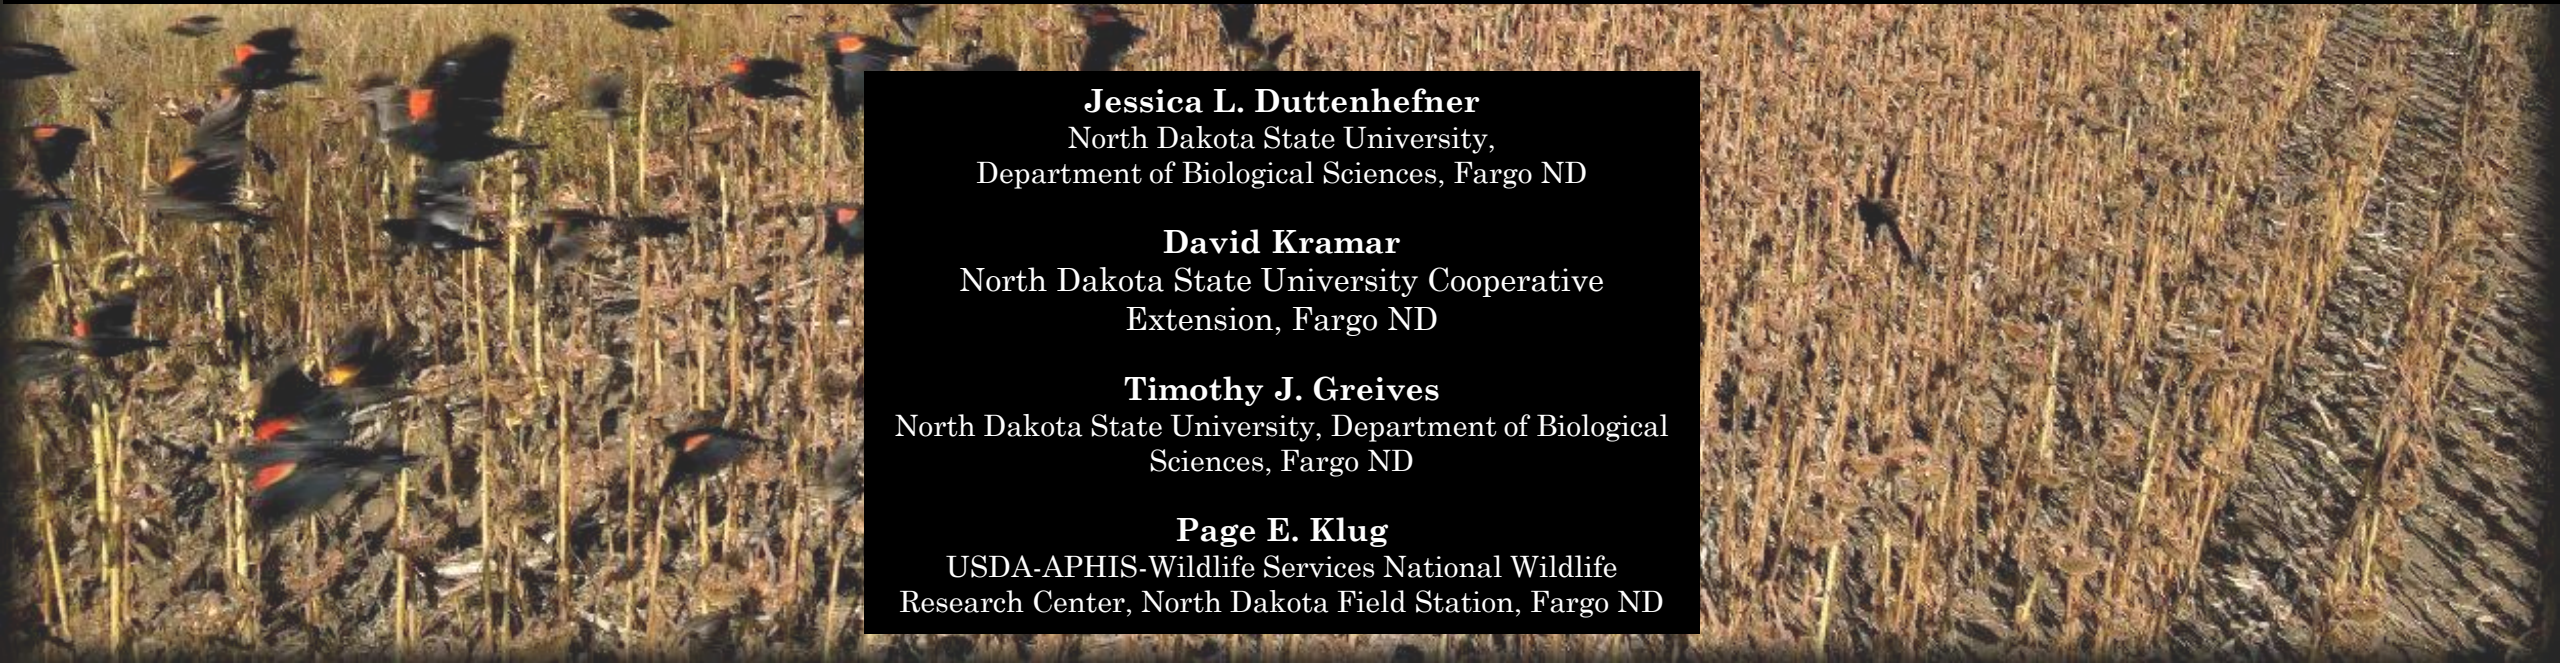 Jessica L. Duttenhefner
North Dakota State University,
Department of Biological Sciences, Fargo ND
David Kramar
North Dakota State University Cooperative
Extension, Fargo ND
Timothy J. Greives
North Dakota State University, Department of Biological
Sciences, Fargo ND
Page E. Klug
USDA-APHIS-Wildlife Services National Wildlife
Research Center, North Dakota Field Station, Fargo ND